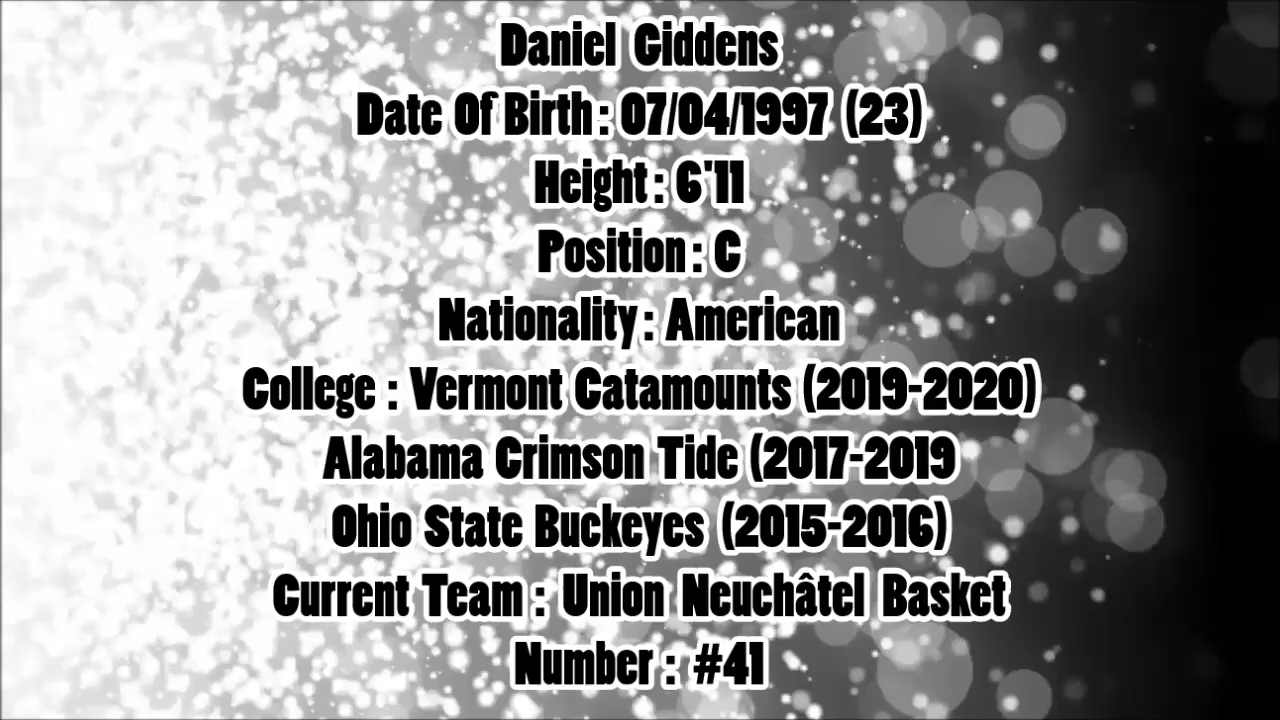 Daniel Giddens
Date Of Birth : 07/04/1997 (23)
Height : 6'11
Position : C
Nationality : American
College : Vermont Catamounts (2019-2020)
Alabama Crimson Tide (2017-2019
Ohio State Buckeyes (2015-2016)
Current Team : Union Neuchâtel Basket
Number : #41